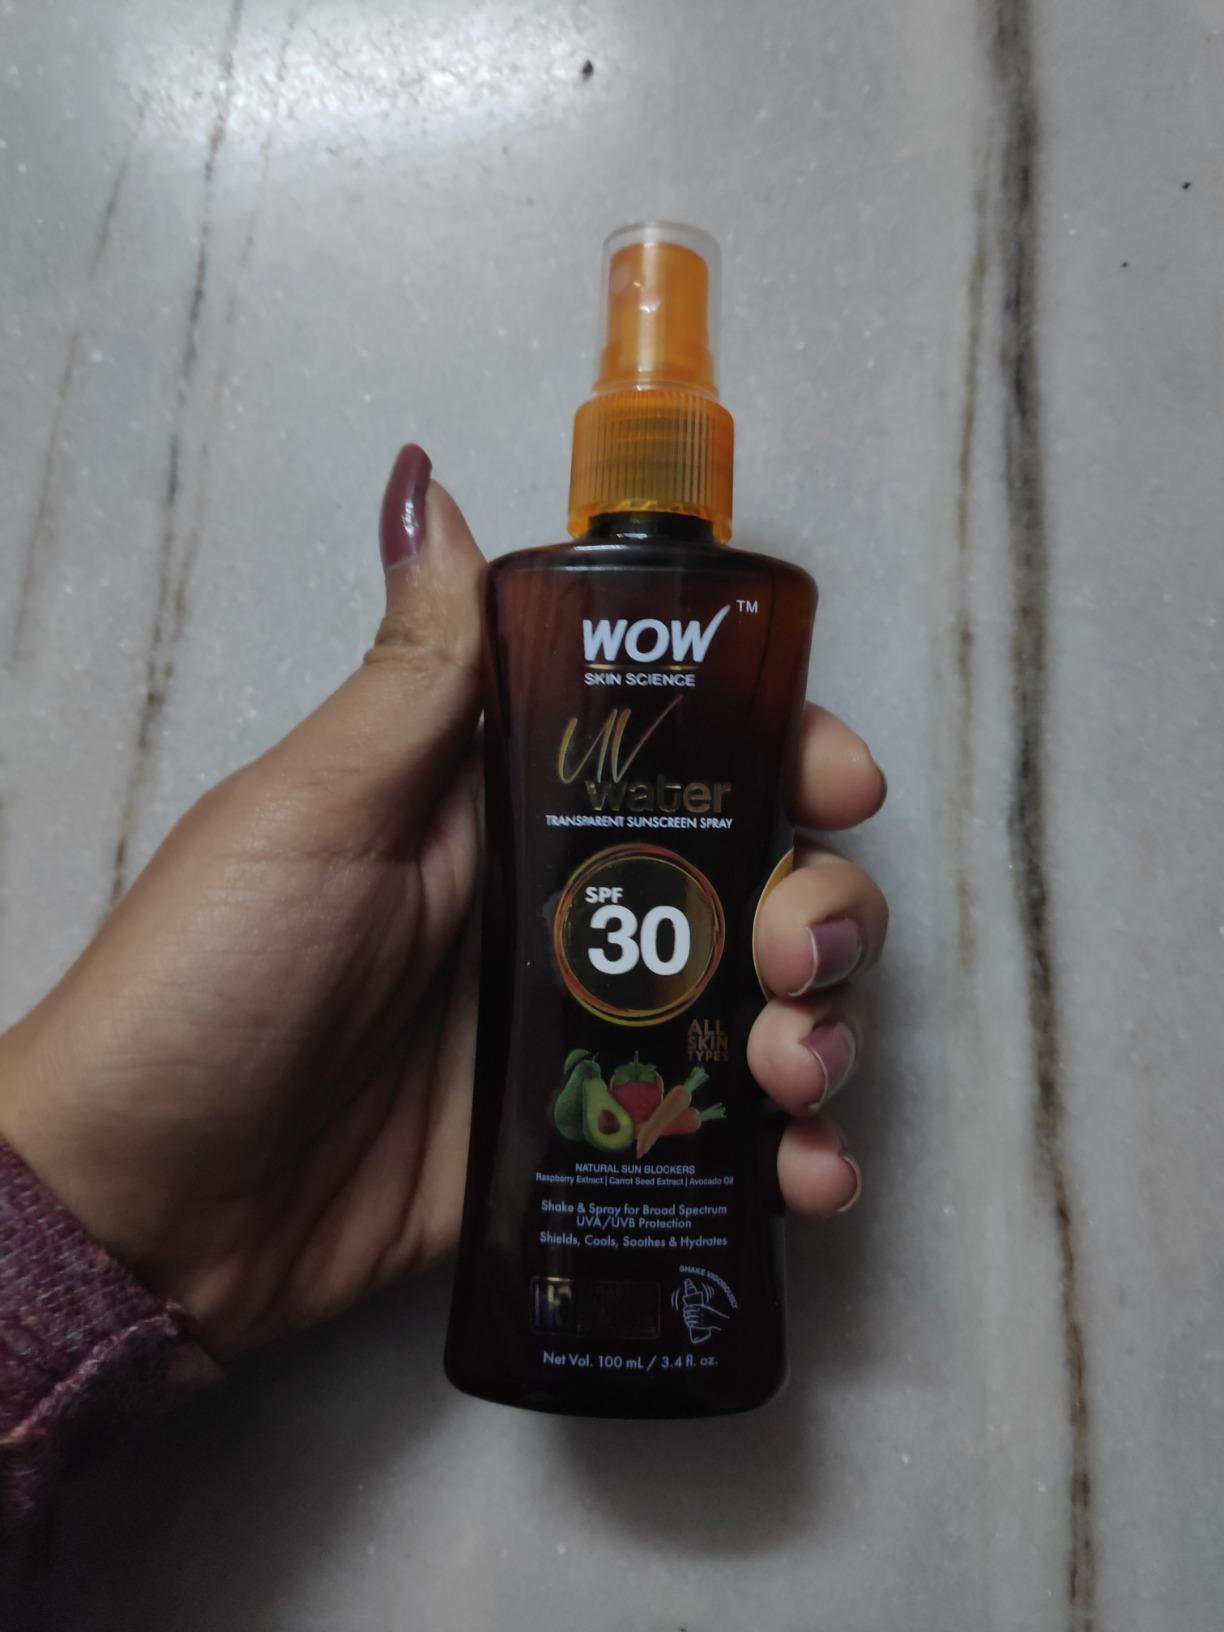 WOW™
SKIN SCIENCE
UV
water
TRANSPARENT SUNSCREEN SPRAY
SPF
30
ALL
SKIN
TYPES
NATURAL SUN BLOCKERS
Raspberry Extract | Carrot Seed Extract | Avocado Oil
Shake & Spray for Broad Spectrum
UVA/UVB Protection
Shields, Cools, Soothes & Hydrates
SHAKE VIGOROUSLY
Net Vol. 100 mL / 3.4 fl. oz.